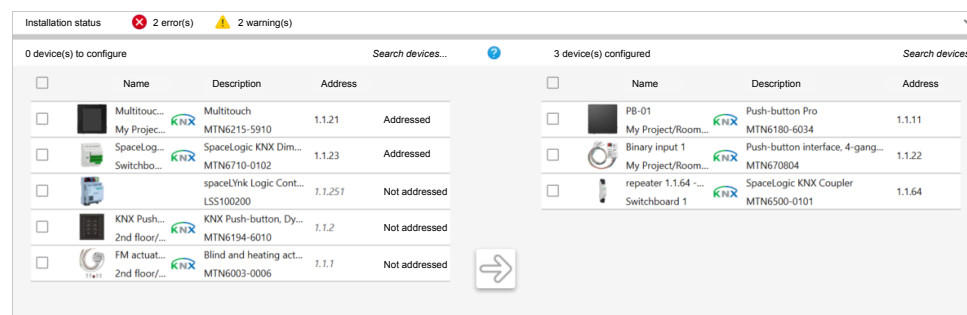 Installation status 2 error(s) 2 warning(s)
0 device(s) to configure Search devices...
Name Description Address
Multitouc... KNX Multitouch 1.1.21 Addressed
My Projec... MTN6215-5910
SpaceLog... KNX SpaceLogic KNX Dim... 1.1.23 Addressed
Switchbo... MTN6710-0102
spaceLYnk Logic Cont... 1.1.251 Not addressed
LSS100200
KNX Push... KNX KNX Push-button, Dy... 1.1.2 Not addressed
2nd floor/... MTN6194-6010
FM actuat... KNX Blind and heating act... 1.1.1 Not addressed
2nd floor/... MTN6003-0006
?
3 device(s) configured Search devices
Name Description Address
PB-01 KNX Push-button Pro 1.1.11
My Project/Room... MTN6180-6034
Binary input 1 KNX Push-button interface, 4-gang... 1.1.22
My Project/Room... MTN670804
repeater 1.1.64 -... KNX SpaceLogic KNX Coupler 1.1.64
Switchboard 1 MTN6500-0101